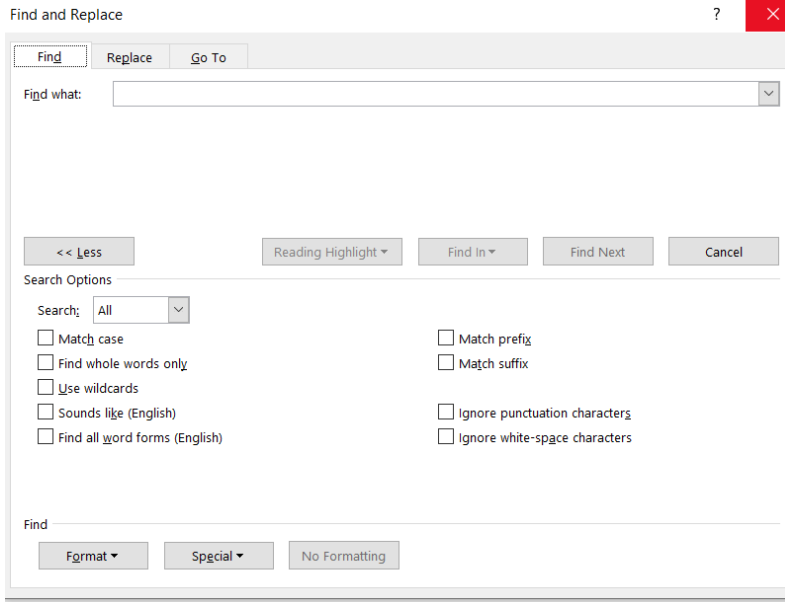 Find and Replace ?
Find Replace Go To
Find what:
<< Less Reading Highlight Find In Find Next Cancel
Search Options
Search: All
Match case Match prefix
Find whole words only Match suffix
Use wildcards
Sounds like (English) Ignore punctuation characters
Find all word forms (English) Ignore white-space characters
Find
Format Special No Formatting